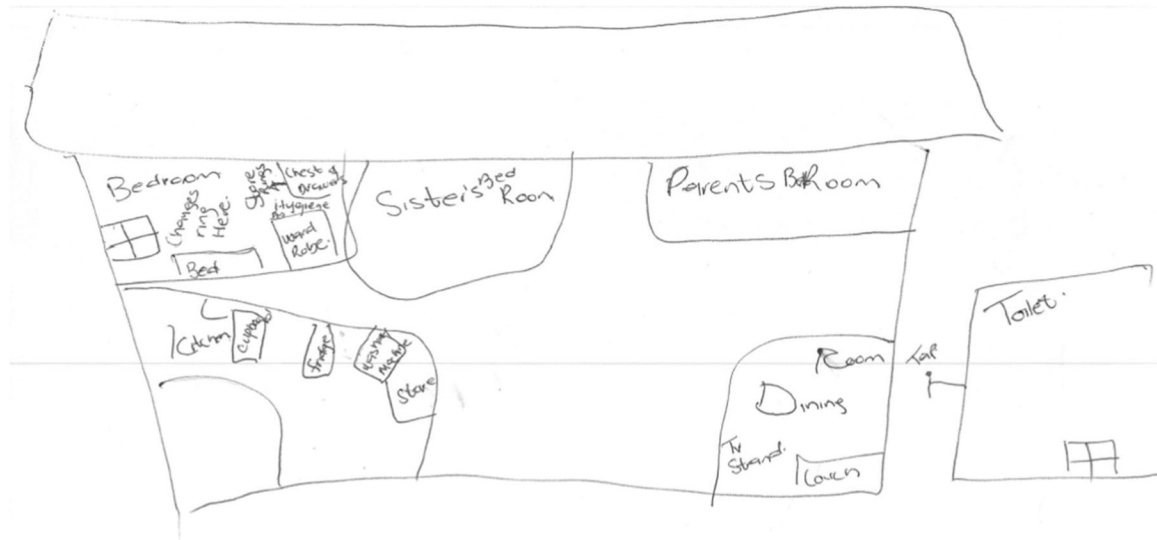 Bedroom
Changes
ring
Here.
Chest of
Drawers
Hygiene
Ward
Robe.
Bed
Sister's Bed
Room
Parents BedRoom
Kitchen
Cupboard
fridge
Washing
Machine
Stove
Room
Dining
Tv
Stand.
Couch
Tap
Toilet.